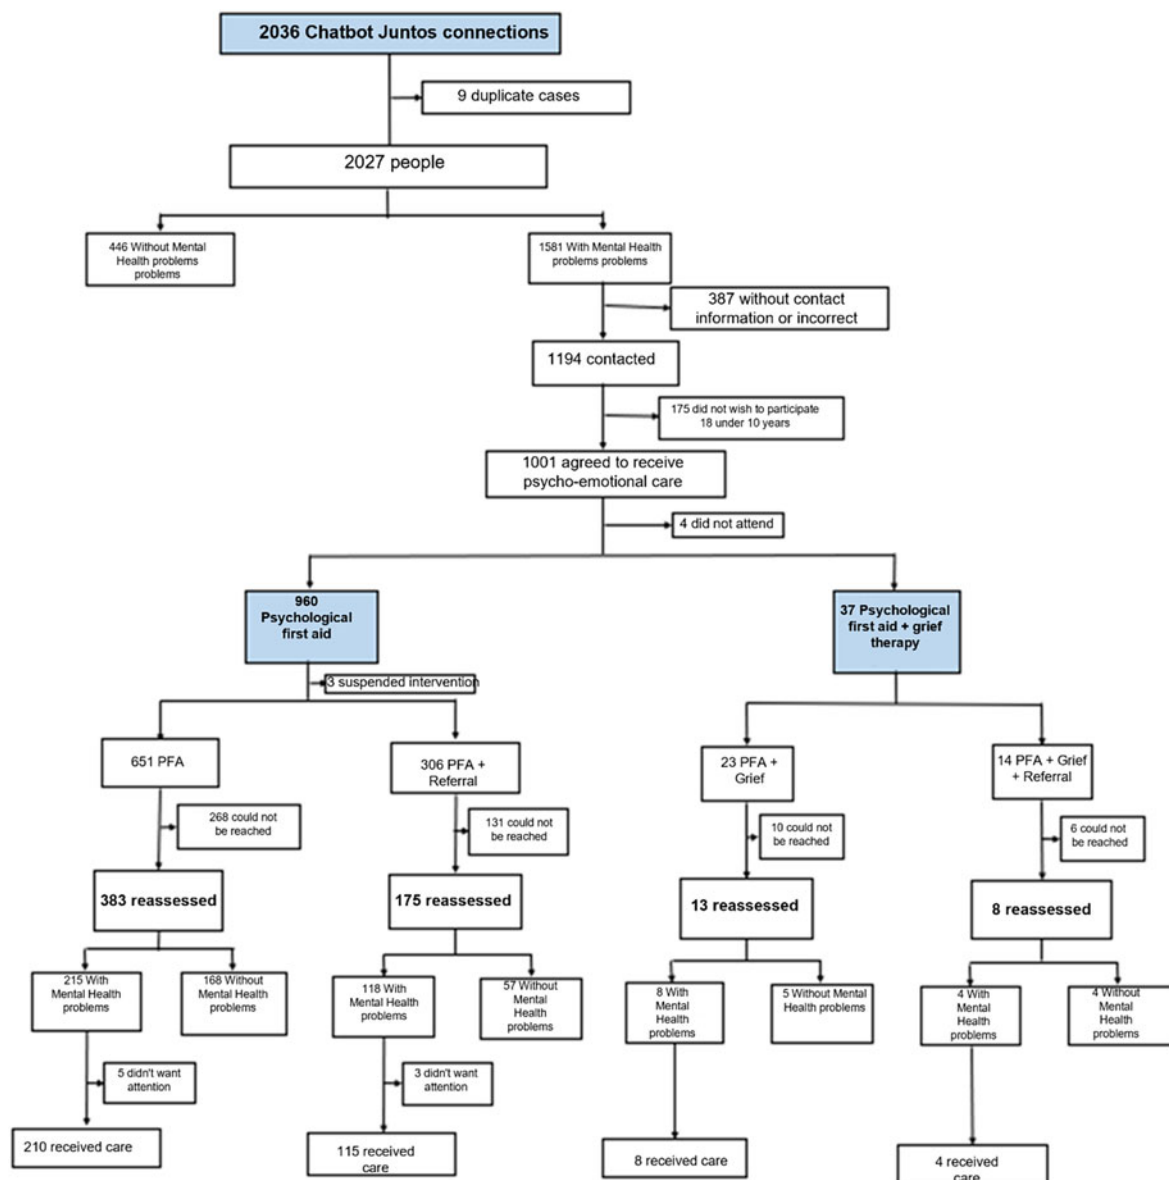 2036 Chatbot Juntos connections
9 duplicate cases
2027 people
446 Without Mental
Health problems
problems
1581 With Mental Health
problems problems
387 without contact
information or incorrect
1194 contacted
175 did not wish to participate
18 under 10 years
1001 agreed to receive
psycho-emotional care
4 did not attend
960
Psychological
first aid
37 Psychological
first aid + grief
therapy
3 suspended intervention
651 PFA
306 PFA +
Referral
23 PFA +
Grief
14 PFA + Grief
+ Referral
268 could not
be reached
131 could not
be reached
10 could not
be reached
6 could not
be reached
383 reassessed
175 reassessed
13 reassessed
8 reassessed
215 With
Mental Health
problems
168 Without
Mental Health
problems
118 With
Mental Health
problems
57 Without
Mental
Health
problems
8 With
Mental
Health
problems
5 Without Mental
Health problems
4 With
Mental
Health
problems
4 Without
Mental
Health
problems
5 didn't want
attention
3 didn't want
attention
210 received care
115 received
care
8 received care
4 received
care